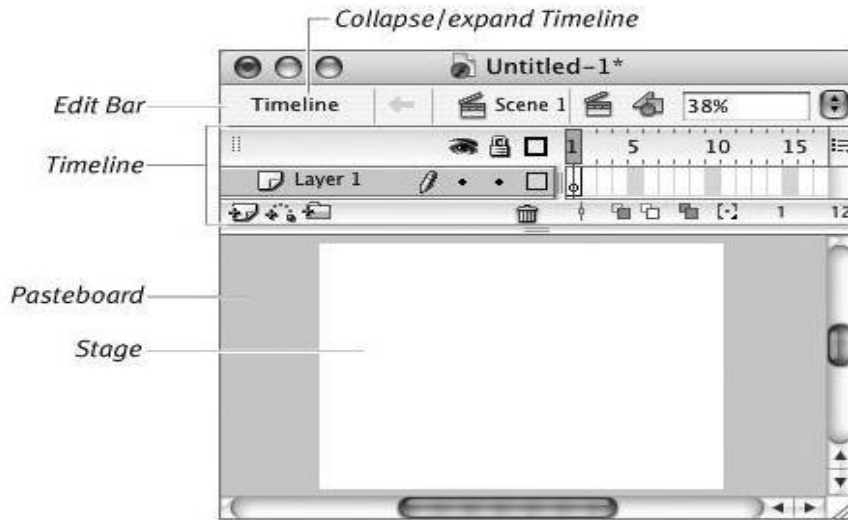 Collapse/expand Timeline
Untitled-1*
Edit Bar
Timeline
Scene 1
38%
Timeline
1 5 10 15
Layer 1
1 12
Pasteboard
Stage